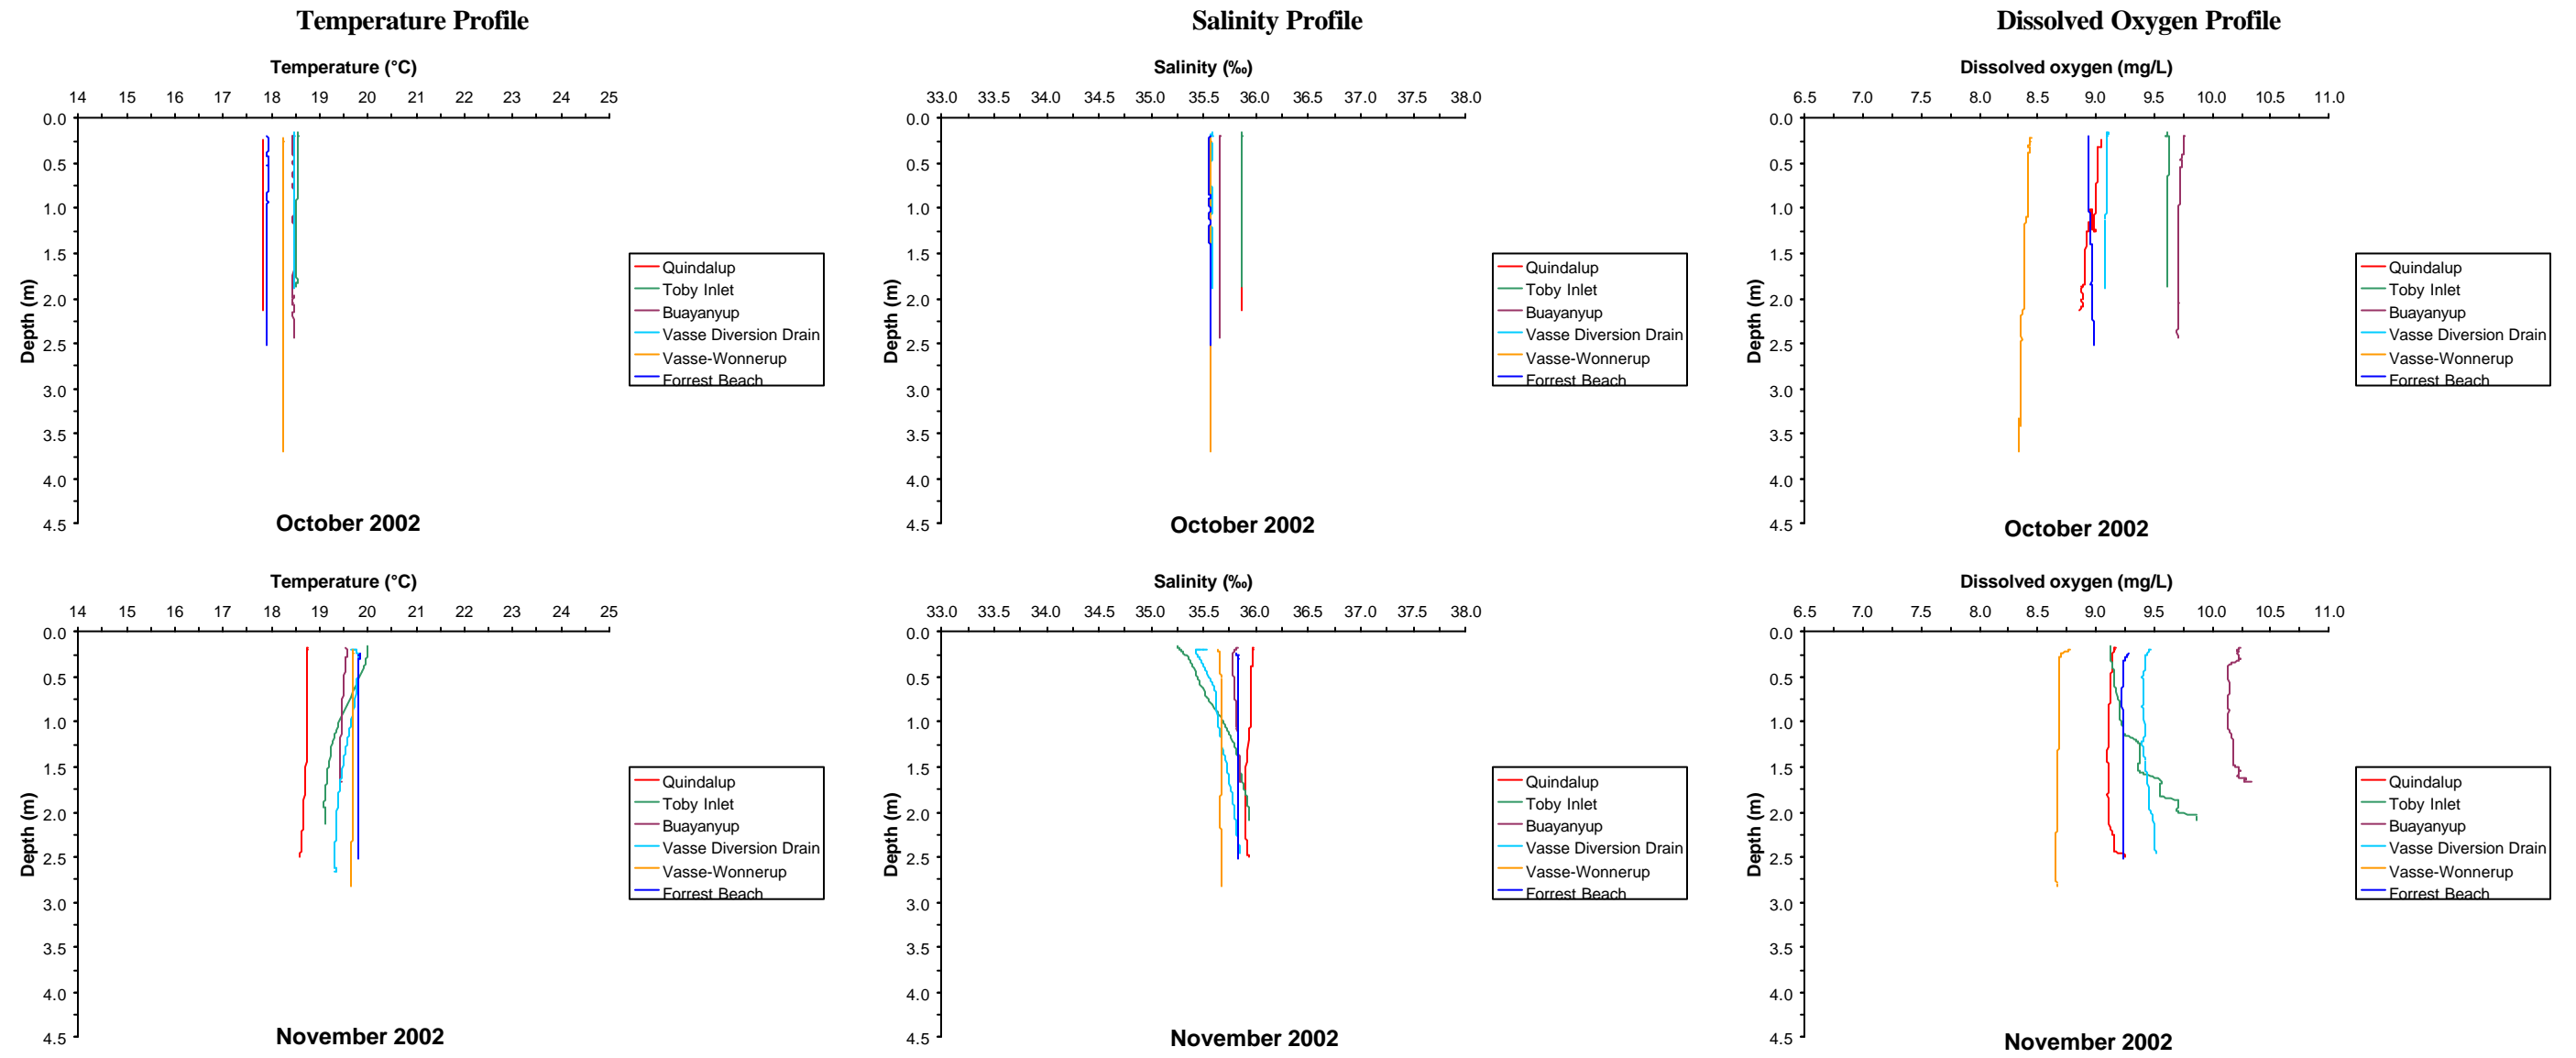 Temperature Profile
Salinity Profile
Dissolved Oxygen Profile
Temperature (°C)
14 15 16 17 18 19 20 21 22 23 24 25
0.0
0.5
1.0
1.5
2.0
2.5
3.0
3.5
4.0
4.5
Depth (m)
Quindalup
Toby Inlet
Buayanyup
Vasse Diversion Drain
Vasse-Wonnerup
Forrest Beach
October 2002
Salinity (‰)
33.0 33.5 34.0 34.5 35.0 35.5 36.0 36.5 37.0 37.5 38.0
0.0
0.5
1.0
1.5
2.0
2.5
3.0
3.5
4.0
4.5
Depth (m)
Quindalup
Toby Inlet
Buayanyup
Vasse Diversion Drain
Vasse-Wonnerup
Forrest Beach
October 2002
Dissolved oxygen (mg/L)
6.5 7.0 7.5 8.0 8.5 9.0 9.5 10.0 10.5 11.0
0.0
0.5
1.0
1.5
2.0
2.5
3.0
3.5
4.0
4.5
Depth (m)
Quindalup
Toby Inlet
Buayanyup
Vasse Diversion Drain
Vasse-Wonnerup
Forrest Beach
October 2002
Temperature (°C)
14 15 16 17 18 19 20 21 22 23 24 25
0.0
0.5
1.0
1.5
2.0
2.5
3.0
3.5
4.0
4.5
Depth (m)
Quindalup
Toby Inlet
Buayanyup
Vasse Diversion Drain
Vasse-Wonnerup
Forrest Beach
November 2002
Salinity (‰)
33.0 33.5 34.0 34.5 35.0 35.5 36.0 36.5 37.0 37.5 38.0
0.0
0.5
1.0
1.5
2.0
2.5
3.0
3.5
4.0
4.5
Depth (m)
Quindalup
Toby Inlet
Buayanyup
Vasse Diversion Drain
Vasse-Wonnerup
Forrest Beach
November 2002
Dissolved oxygen (mg/L)
6.5 7.0 7.5 8.0 8.5 9.0 9.5 10.0 10.5 11.0
0.0
0.5
1.0
1.5
2.0
2.5
3.0
3.5
4.0
4.5
Depth (m)
Quindalup
Toby Inlet
Buayanyup
Vasse Diversion Drain
Vasse-Wonnerup
Forrest Beach
November 2002